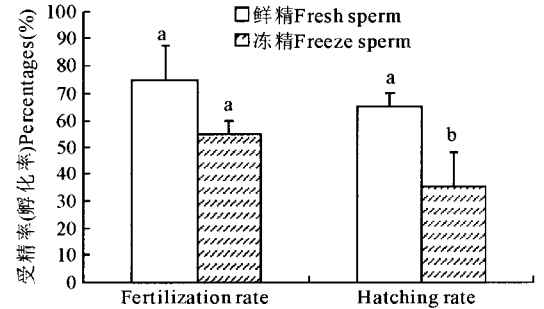 鲜精Fresh sperm
冻精Freeze sperm
受精率(孵化率)Percentages(%)
100
90
80
70
60
50
40
30
20
10
0
a
a
a
b
Fertilization rate
Hatching rate